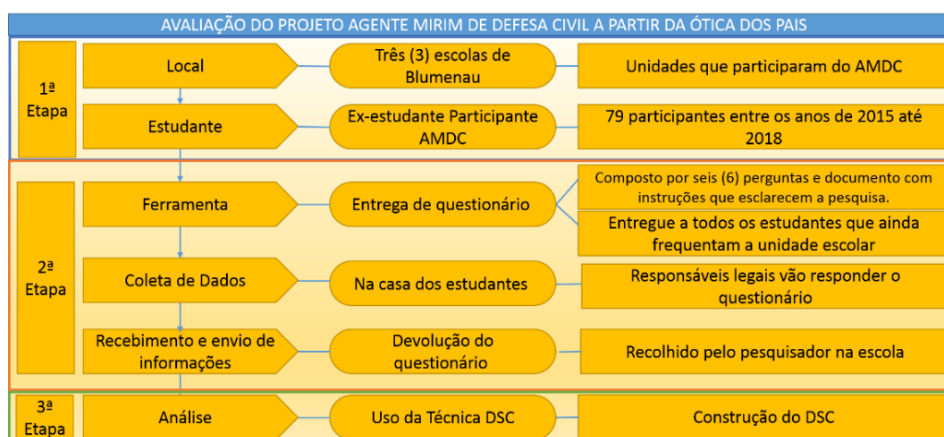 AVALIAÇÃO DO PROJETO AGENTE MIRIM DE DEFESA CIVIL A PARTIR DA ÓTICA DOS PAIS
1ª
Etapa
Local
Três (3) escolas de
Blumenau
Unidades que participaram do AMDC
Estudante
Ex-estudante Participante
AMDC
79 participantes entre os anos de 2015 até
2018
2ª
Etapa
Ferramenta
Entrega de questionário
Composto por seis (6) perguntas e documento com
instruções que esclarecem a pesquisa.
Entregue a todos os estudantes que ainda
frequentam a unidade escolar
Coleta de Dados
Na casa dos estudantes
Responsáveis legais vão responder o
questionário
Recebimento e envio de
informações
Devolução do
questionário
Recolhido pelo pesquisador na escola
3ª
Etapa
Análise
Uso da Técnica DSC
Construção do DSC